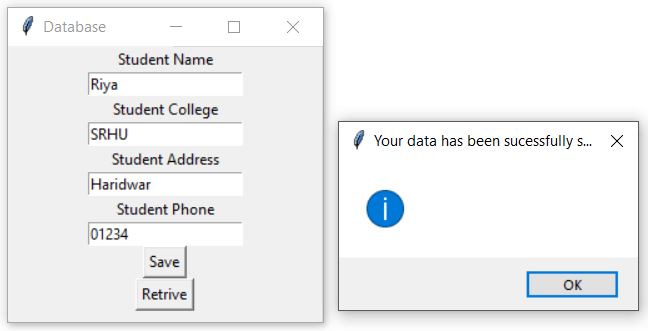 Database
Student Name
Riya
Student College
SRHU
Student Address
Haridwar
Student Phone
01234
Save
Retrive
Your data has been sucessfully s...
OK